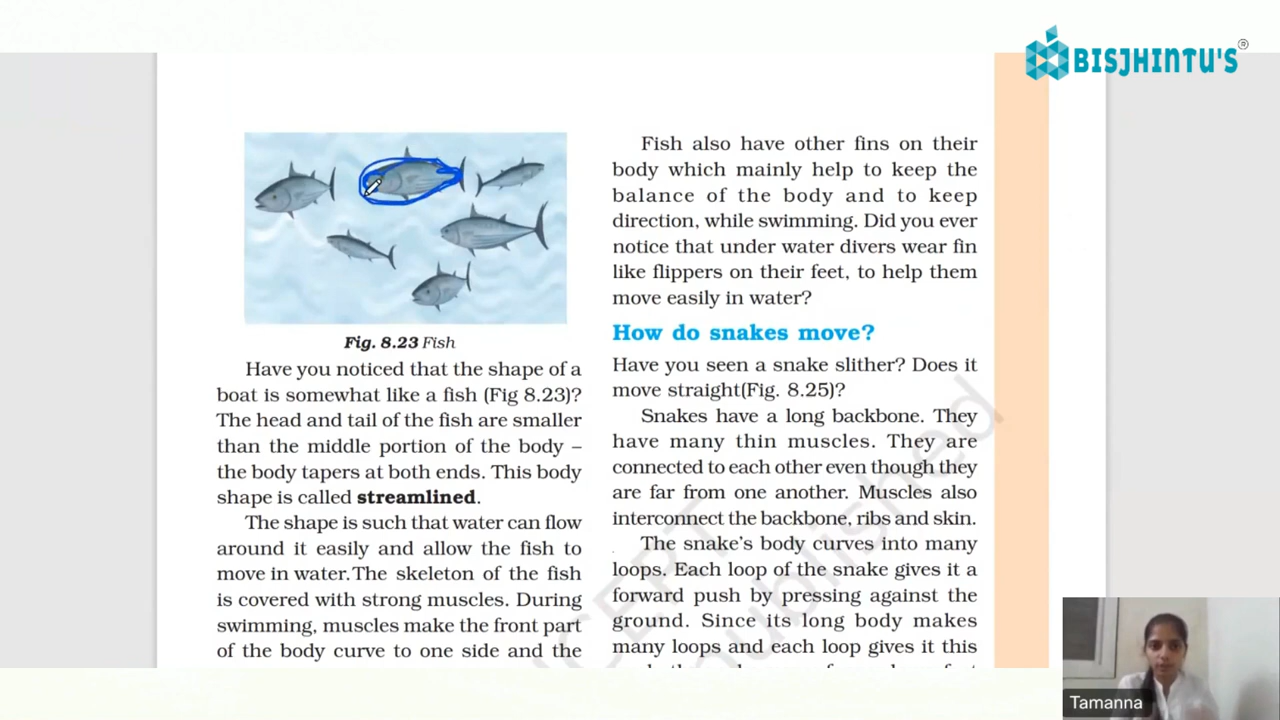 BISJHINTU'S®
Fig. 8.23 Fish
Have you noticed that the shape of a
boat is somewhat like a fish (Fig 8.23)?
The head and tail of the fish are smaller
than the middle portion of the body –
the body tapers at both ends. This body
shape is called streamlined.
The shape is such that water can flow
around it easily and allow the fish to
move in water. The skeleton of the fish
is covered with strong muscles. During
swimming, muscles make the front part
of the body curve to one side and the
Fish also have other fins on their
body which mainly help to keep the
balance of the body and to keep
direction, while swimming. Did you ever
notice that under water divers wear fin
like flippers on their feet, to help them
move easily in water?
How do snakes move?
Have you seen a snake slither? Does it
move straight(Fig. 8.25)?
Snakes have a long backbone. They
have many thin muscles. They are
connected to each other even though they
are far from one another. Muscles also
interconnect the backbone, ribs and skin.
The snake's body curves into many
loops. Each loop of the snake gives it a
forward push by pressing against the
ground. Since its long body makes
many loops and each loop gives it this
Tamanna